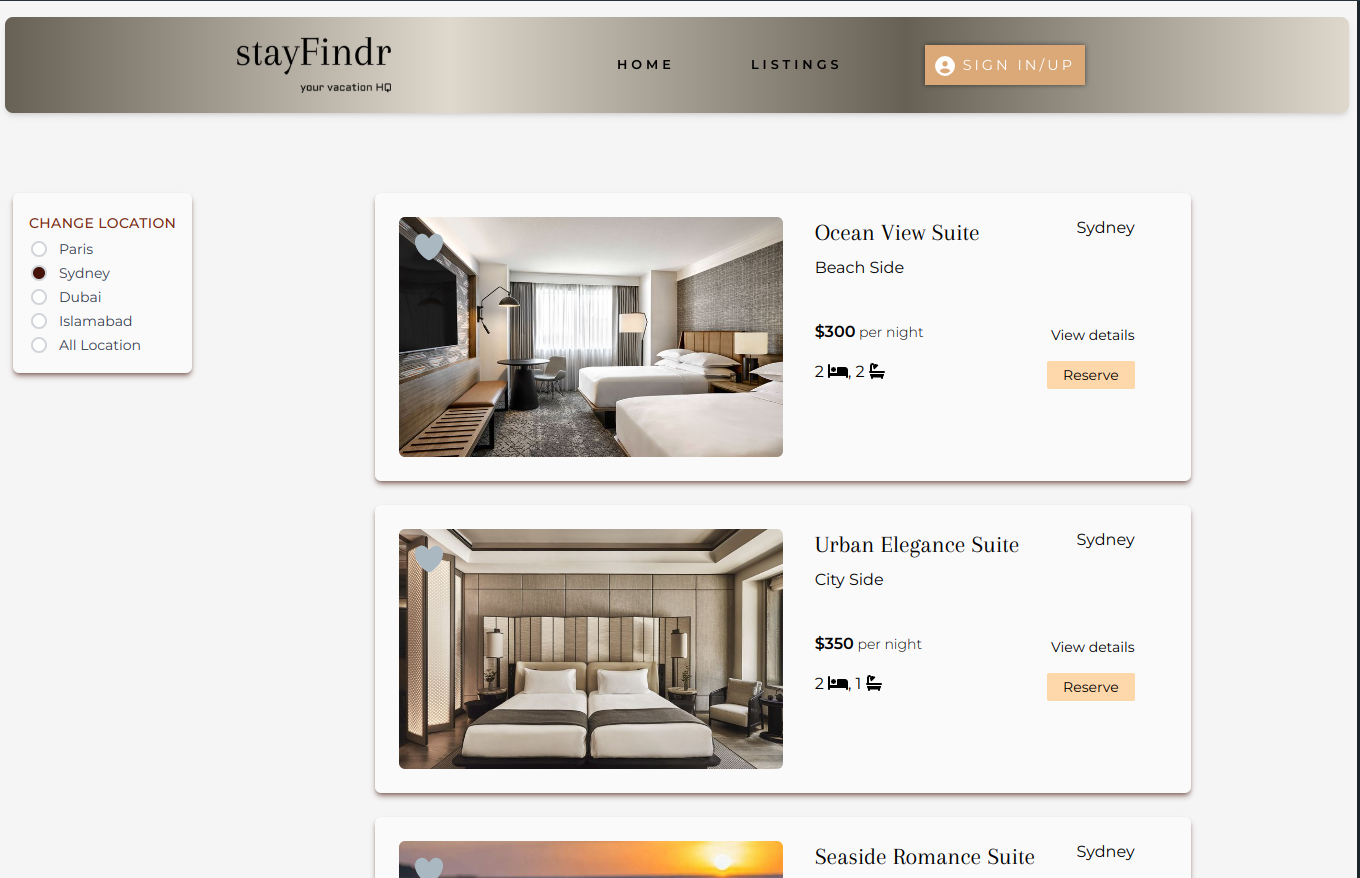 stayFindr
your vacation HQ
HOME
LISTINGS
SIGN IN/UP
CHANGE LOCATION
Paris
Sydney
Dubai
Islamabad
All Location
Ocean View Suite
Sydney
Beach Side
$300 per night
View details
2, 2
Reserve
Urban Elegance Suite
Sydney
City Side
$350 per night
View details
2, 1
Reserve
Seaside Romance Suite
Sydney